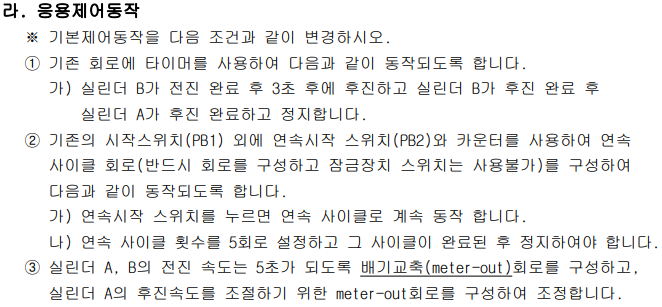 라. 응용제어동작
※ 기본제어동작을 다음 조건과 같이 변경하시오.
① 기존 회로에 타이머를 사용하여 다음과 같이 동작되도록 합니다.
가) 실린더 B가 전진 완료 후 3초 후에 후진하고 실린더 B가 후진 완료 후
실린더 A가 후진 완료하고 정지합니다.
② 기존의 시작스위치(PB1) 외에 연속시작 스위치(PB2)와 카운터를 사용하여 연속
사이클 회로(반드시 회로를 구성하고 잠금장치 스위치는 사용불가)를 구성하여
다음과 같이 동작되도록 합니다.
가) 연속시작 스위치를 누르면 연속 사이클로 계속 동작 합니다.
나) 연속 사이클 횟수를 5회로 설정하고 그 사이클이 완료된 후 정지하여야 합니다.
③ 실린더 A, B의 전진 속도는 5초가 되도록 배기교축(meter-out)회로를 구성하고,
실린더 A의 후진속도를 조절하기 위한 meter-out회로를 구성하여 조정합니다.